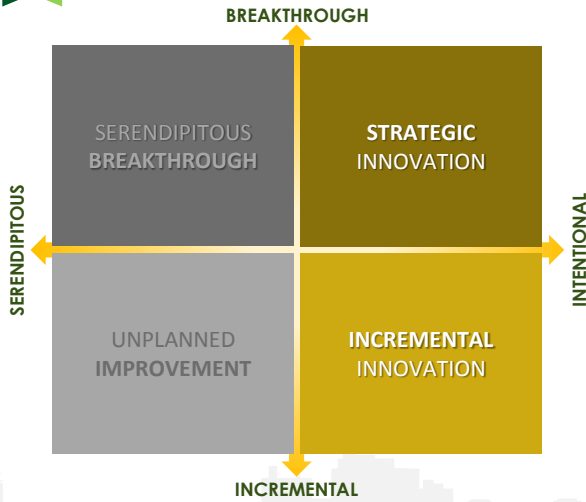 BREAKTHROUGH
SERENDIPITOUS
BREAKTHROUGH
STRATEGIC
INNOVATION
SERENDIPITOUS
INTENTIONAL
UNPLANNED
IMPROVEMENT
INCREMENTAL
INNOVATION
INCREMENTAL